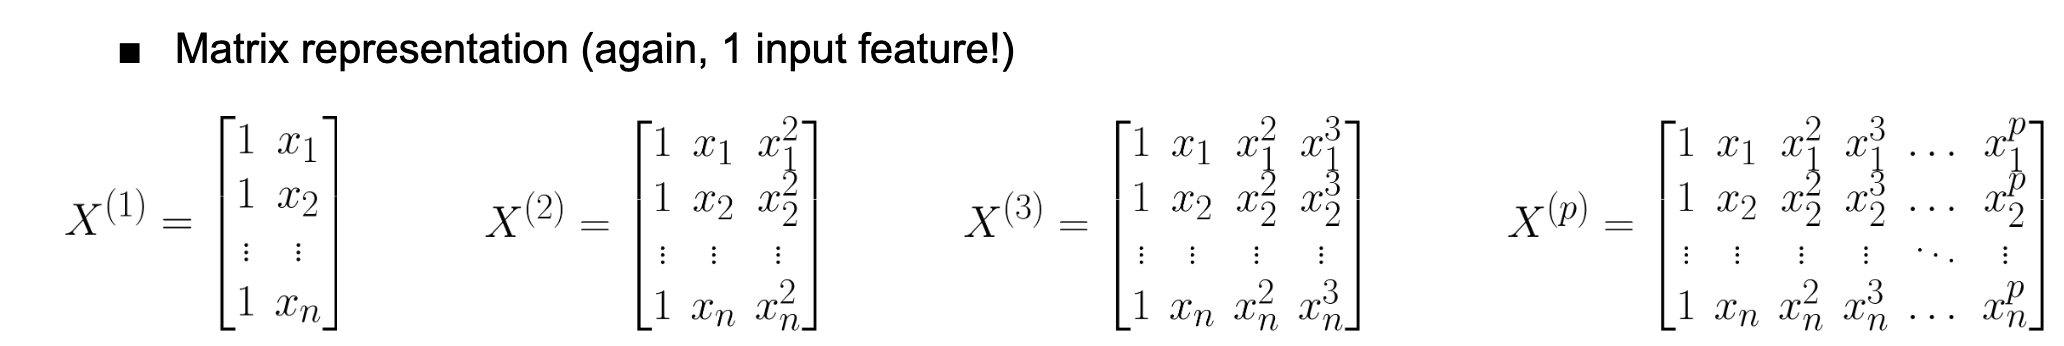 ■ Matrix representation (again, 1 input feature!)
$X^{(1)} = \begin{bmatrix} 1 & x_1 \\ 1 & x_2 \\ \vdots & \vdots \\ 1 & x_n \end{bmatrix}$ $X^{(2)} = \begin{bmatrix} 1 & x_1 & x_1^2 \\ 1 & x_2 & x_2^2 \\ \vdots & \vdots & \vdots \\ 1 & x_n & x_n^2 \end{bmatrix}$ $X^{(3)} = \begin{bmatrix} 1 & x_1 & x_1^2 & x_1^3 \\ 1 & x_2 & x_2^2 & x_2^3 \\ \vdots & \vdots & \vdots & \vdots \\ 1 & x_n & x_n^2 & x_n^3 \end{bmatrix}$ $X^{(p)} = \begin{bmatrix} 1 & x_1 & x_1^2 & x_1^3 & \dots & x_1^p \\ 1 & x_2 & x_2^2 & x_2^3 & \dots & x_2^p \\ \vdots & \vdots & \vdots & \vdots & \ddots & \vdots \\ 1 & x_n & x_n^2 & x_n^3 & \dots & x_n^p \end{bmatrix}$